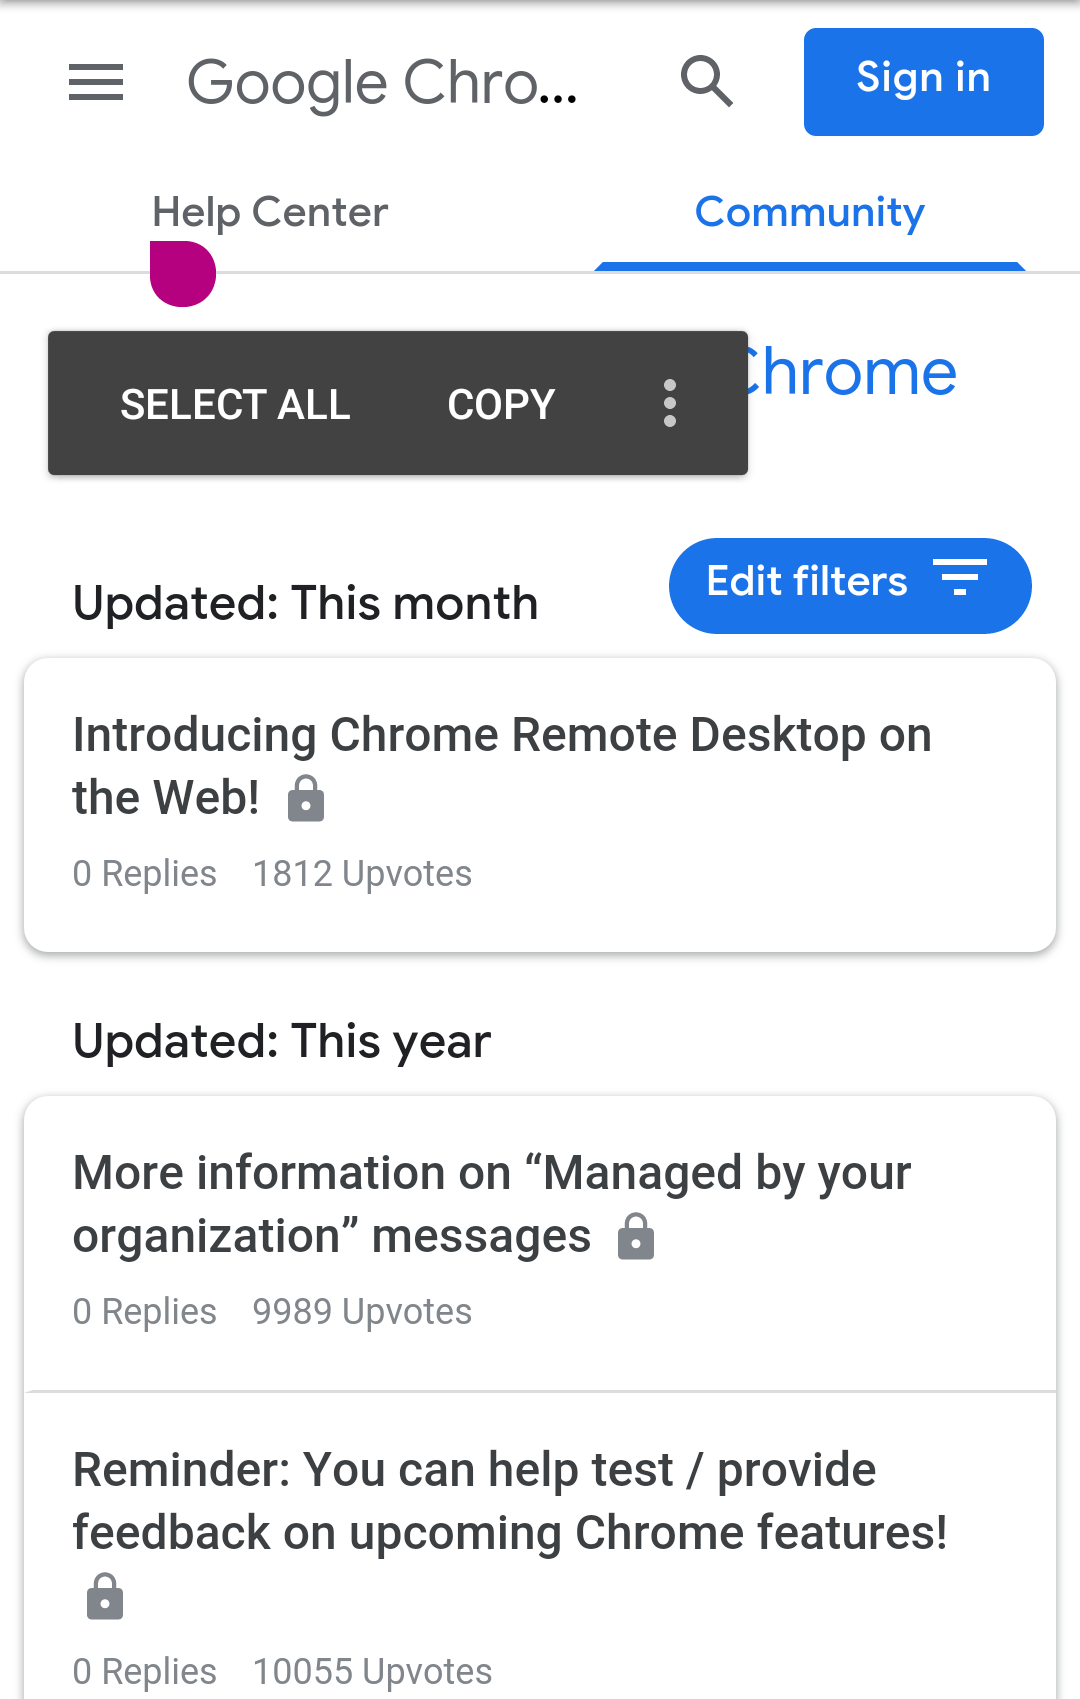 Google Chro...
Sign in
Help Center
Community
SELECT ALL
COPY
Chrome
Updated: This month
Edit filters
Introducing Chrome Remote Desktop on
the Web!
0 Replies 1812 Upvotes
Updated: This year
More information on “Managed by your
organization” messages
0 Replies 9989 Upvotes
Reminder: You can help test / provide
feedback on upcoming Chrome features!
0 Replies 10055 Upvotes